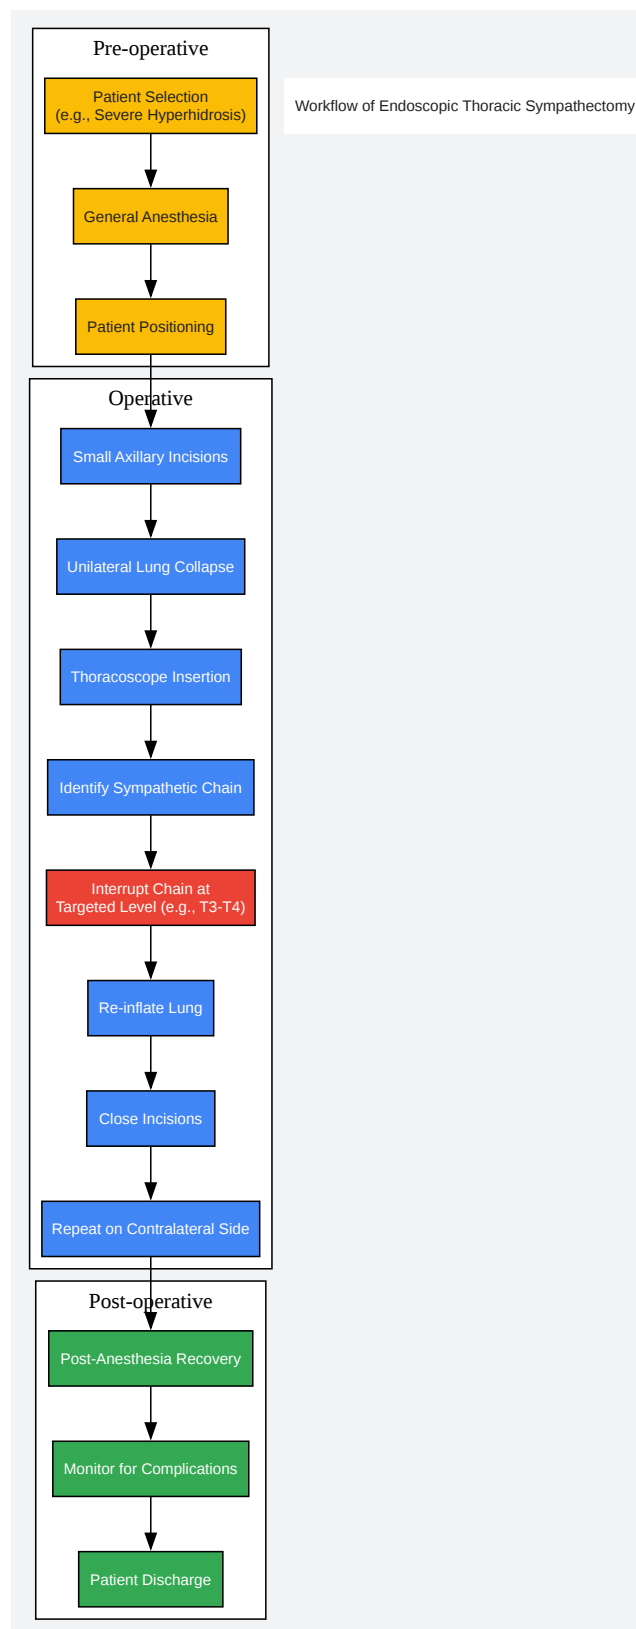 Pre-operative
Patient Selection
(e.g., Severe Hyperhidrosis)
Workflow of Endoscopic Thoracic Sympathectomy
General Anesthesia
Patient Positioning
Operative
Small Axillary Incisions
Unilateral Lung Collapse
Thoracoscope Insertion
Identify Sympathetic Chain
Interrupt Chain at
Targeted Level (e.g., T3-T4)
Re-inflate Lung
Close Incisions
Repeat on Contralateral Side
Post-operative
Post-Anesthesia Recovery
Monitor for Complications
Patient Discharge